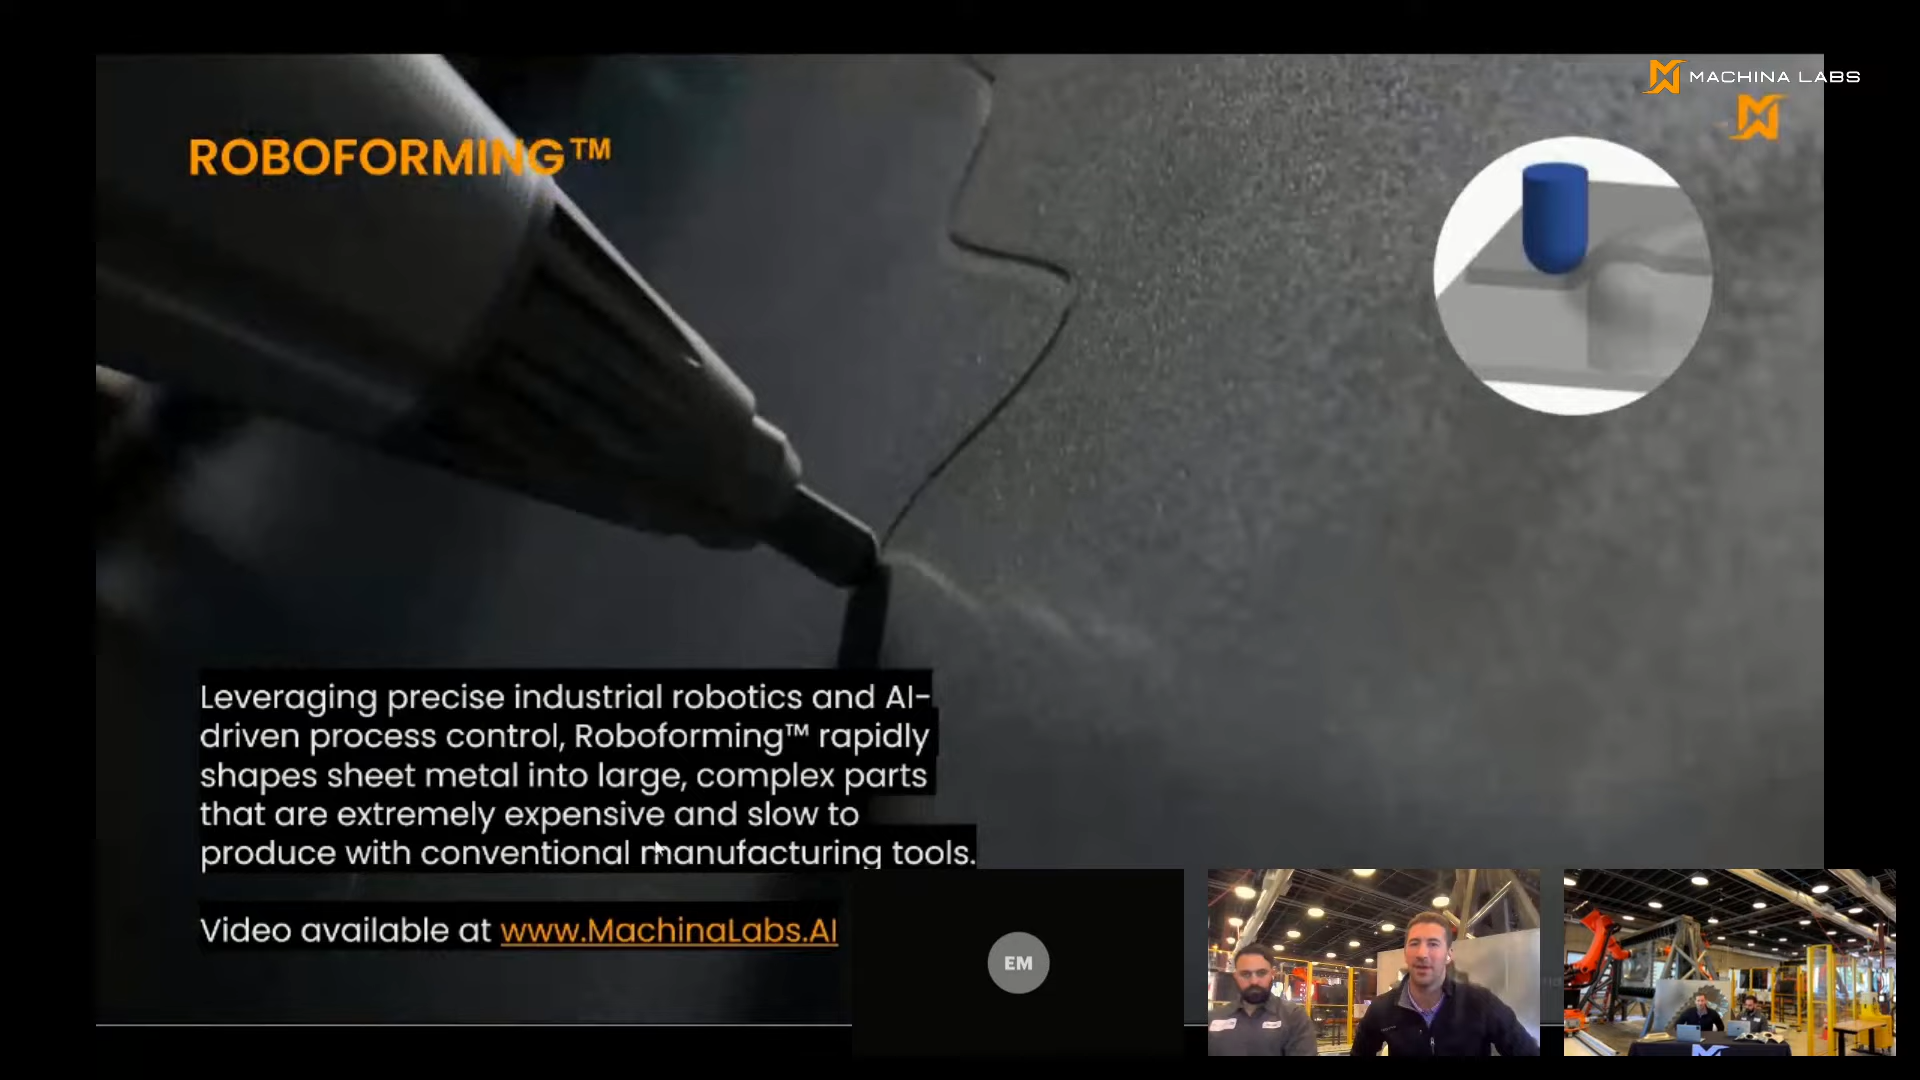 MACHINA LABS
ROBOFORMING™
Leveraging precise industrial robotics and AI-
driven process control, Roboforming™ rapidly
shapes sheet metal into large, complex parts
that are extremely expensive and slow to
produce with conventional manufacturing tools.
Video available at www.MachinaLabs.AI
EM